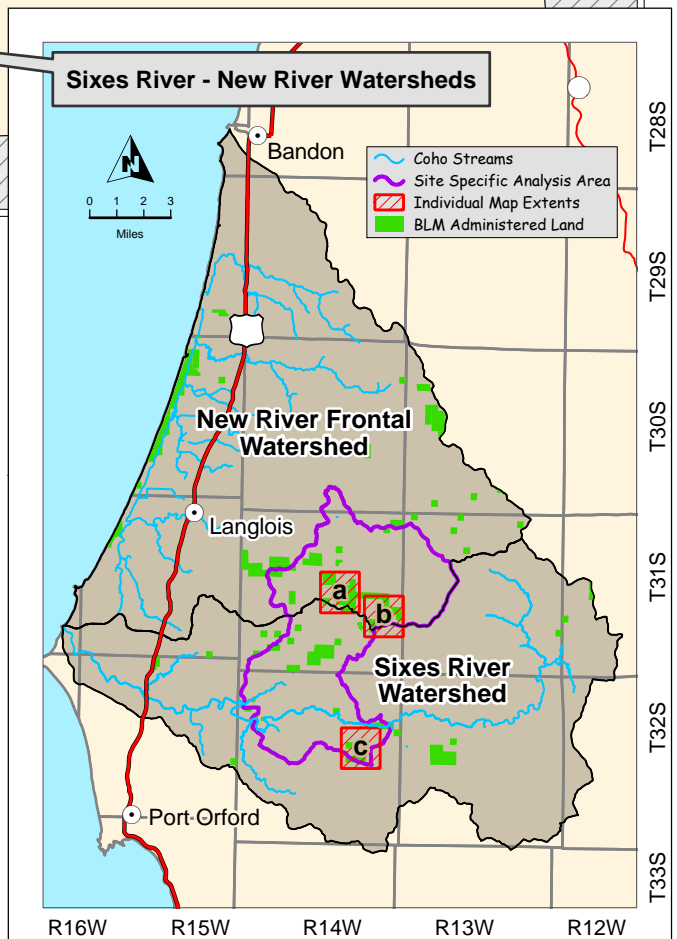 Sixes River - New River Watersheds
N
0 1 2 3
Miles
Bandon
Coho Streams
Site Specific Analysis Area
Individual Map Extents
BLM Administered Land
New River Frontal
Watershed
Langlois
a
b
Sixes River
Watershed
c
Port Orford
T28S
T29S
T30S
T31S
T32S
T33S
R16W R15W R14W R13W R12W